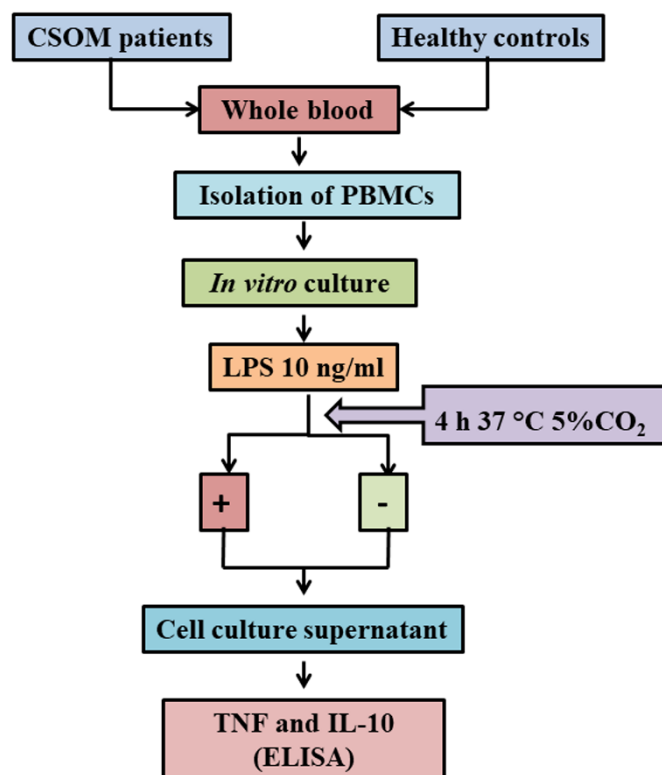 CSOM patients
Healthy controls
Whole blood
Isolation of PBMCs
In vitro culture
LPS 10 ng/ml
4 h 37 °C 5%CO₂
+
-
Cell culture supernatant
TNF and IL-10
(ELISA)